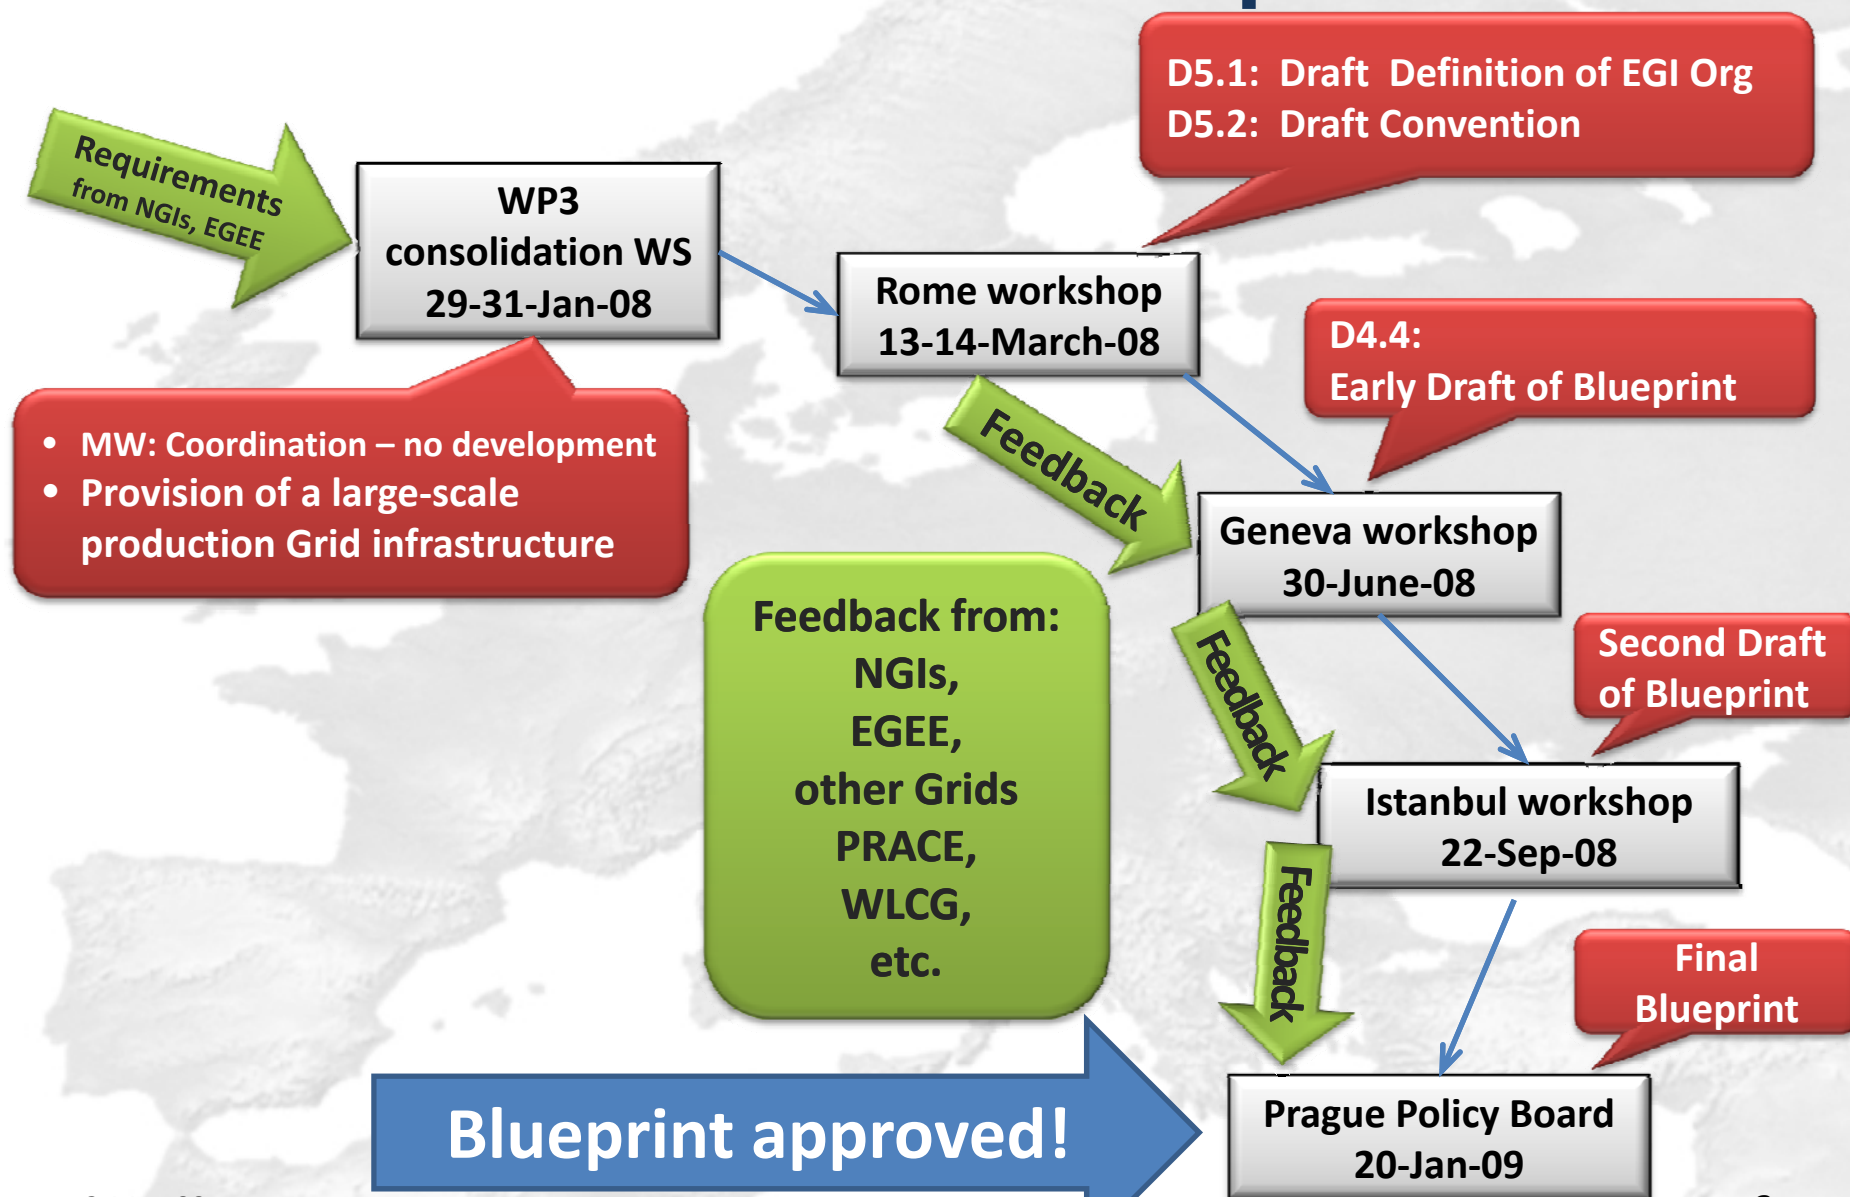 D5.1:  Draft  Definition of EGI Org
D5.2:  Draft Convention
Requirements
from NGIs, EGEE
WP3
consolidation WS
29-31-Jan-08
Rome workshop
13-14-March-08
D4.4:
Early Draft of Blueprint
• MW: Coordination – no development
• Provision of a large-scale
production Grid infrastructure
Feedback
Geneva workshop
30-June-08
Feedback from:
NGIs,
EGEE,
other Grids
PRACE,
WLCG,
etc.
Feedback
Second Draft
of Blueprint
Istanbul workshop
22-Sep-08
Feedback
Final
Blueprint
Blueprint approved!
Prague Policy Board
20-Jan-09